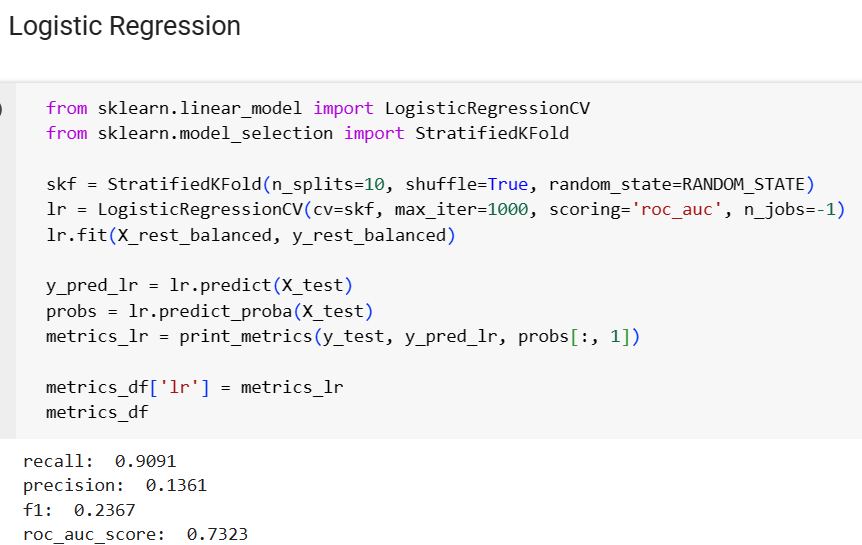 Logistic Regression
from sklearn.linear_model import LogisticRegressionCV
from sklearn.model_selection import StratifiedKFold
skf = StratifiedKFold(n_splits=10, shuffle=True, random_state=RANDOM_STATE)
lr = LogisticRegressionCV(cv=skf, max_iter=1000, scoring='roc_auc', n_jobs=-1)
lr.fit(X_rest_balanced, y_rest_balanced)
y_pred_lr = lr.predict(X_test)
probs = lr.predict_proba(X_test)
metrics_lr = print_metrics(y_test, y_pred_lr, probs[:, 1])
metrics_df['lr'] = metrics_lr
metrics_df
recall:  0.9091
precision:  0.1361
f1:  0.2367
roc_auc_score:  0.7323